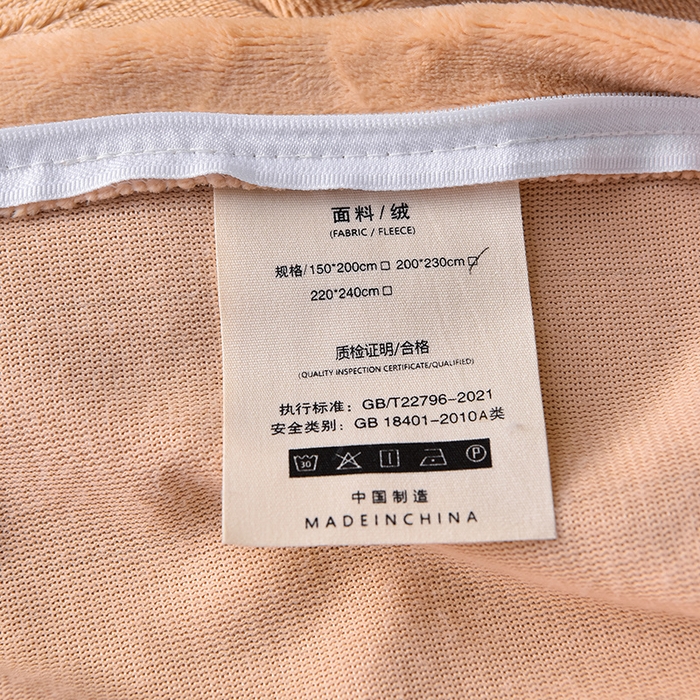 面料/绒
(FABRIC / FLEECE)
规格/150*200cm□ 200*230cm□
220*240cm□
质检证明/合格
(QUALITY INSPECTION CERTIFICATE/QUALIFIED)
执行标准：GB/T22796-2021
安全类别：GB 18401-2010A类
30 P
中国制造
MADEINCHINA